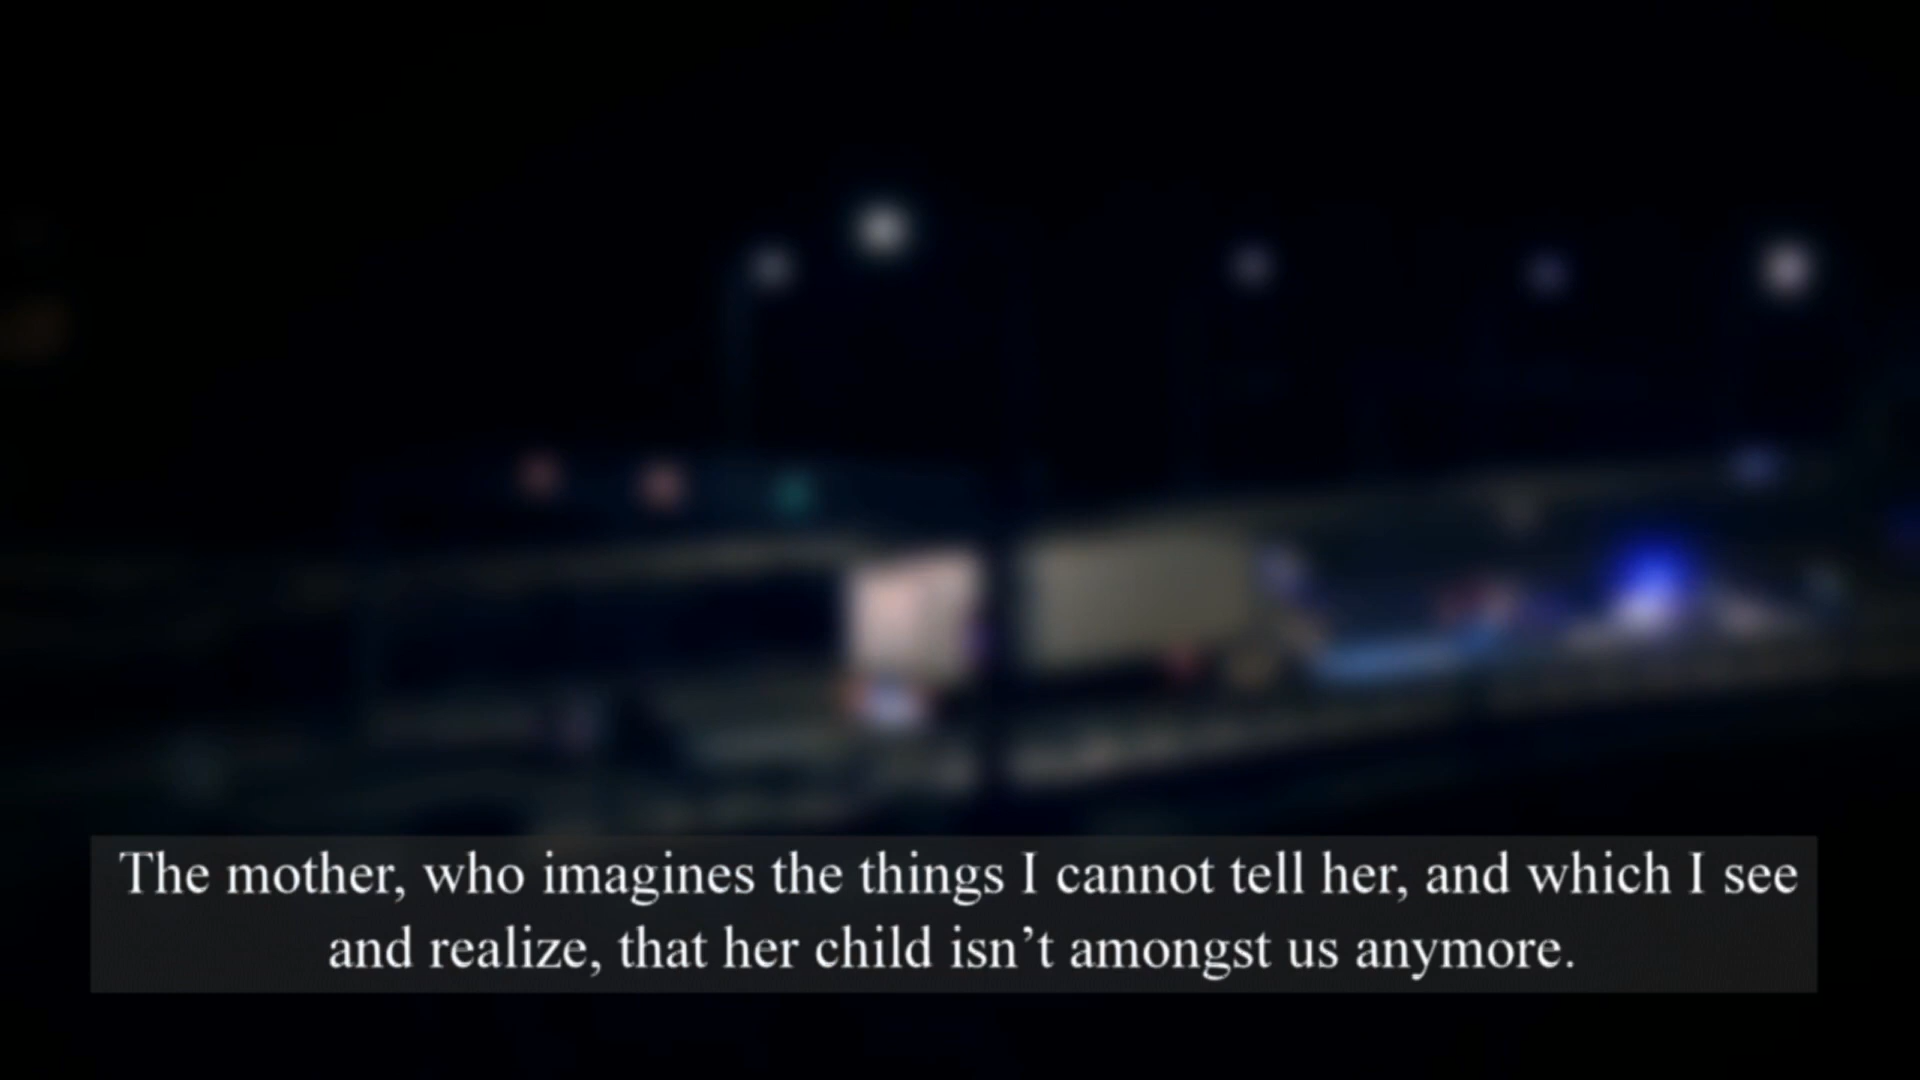 The mother, who imagines the things I cannot tell her, and which I see
and realize, that her child isn’t amongst us anymore.